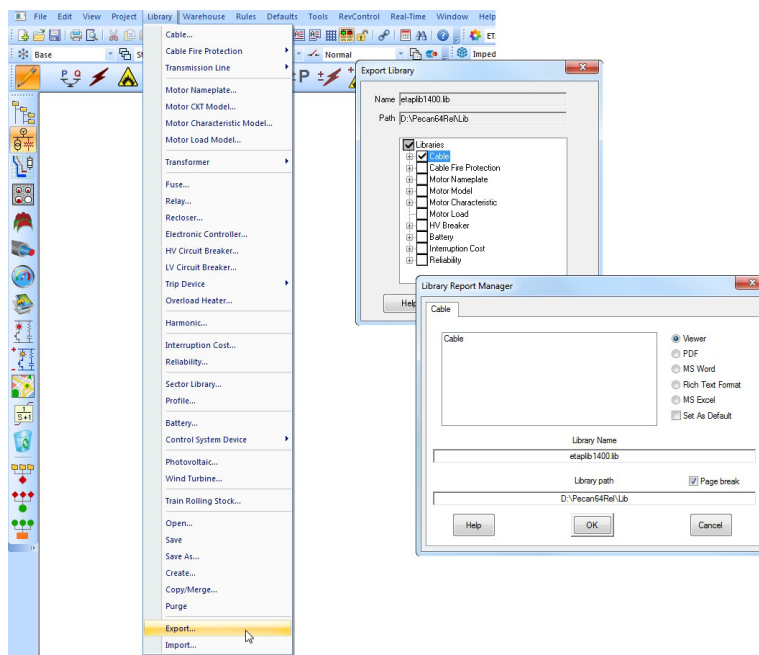 File Edit View Project Library Warehouse Rules Defaults Tools RevControl Real-Time Window Help
ET
Base
Normal
Imped
P Q
P
S+1
Cable...
Cable Fire Protection
Transmission Line
Motor Nameplate...
Motor CKT Model...
Motor Characteristic Model...
Motor Load Model...
Transformer
Fuse...
Relay...
Recloser...
Electronic Controller...
HV Circuit Breaker...
LV Circuit Breaker...
Trip Device
Overload Heater...
Harmonic...
Interruption Cost...
Reliability...
Sector Library...
Profile...
Battery...
Control System Device
Photovoltaic...
Wind Turbine...
Train Rolling Stock...
Open...
Save
Save As...
Create...
Copy/Merge...
Purge
Export...
Import...
Export Library
Name etaplib1400.lib
Path D:\Pecan64Rel\Lib
Libraries
Cable
Cable Fire Protection
Motor Nameplate
Motor Model
Motor Characteristic
Motor Load
HV Breaker
Battery
Interruption Cost
Reliability
Help
Library Report Manager
Cable
Cable
Viewer
PDF
MS Word
Rich Text Format
MS Excel
Set As Default
Library Name
etaplib1400.lib
Library path
Page break
D:\Pecan64Rel\Lib
Help OK Cancel